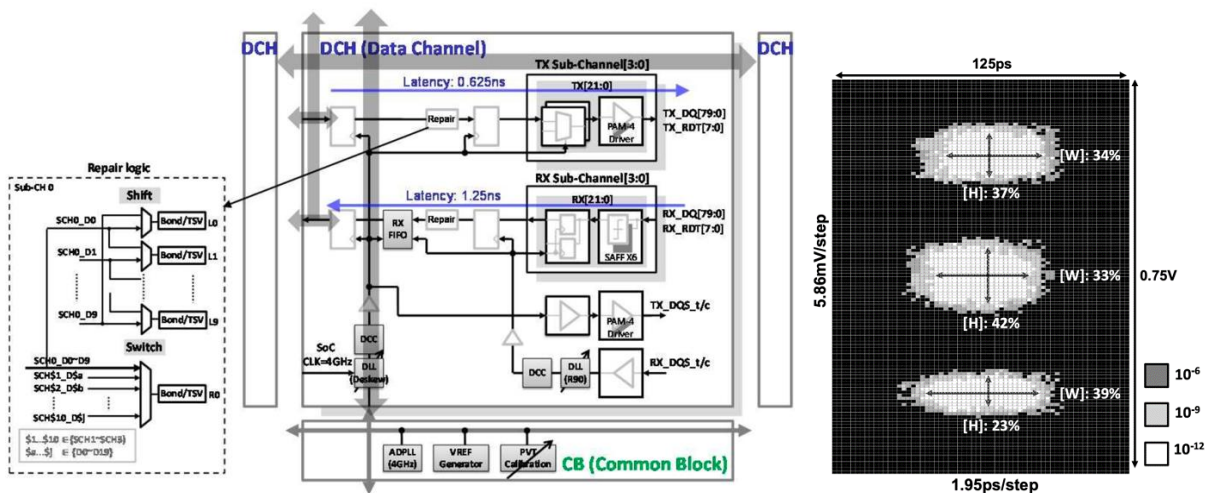 DCH
DCH (Data Channel)
DCH
TX Sub-Channel[3:0]
Latency: 0.625ns
TX[21:0]
Repair
PAM-4
Driver
TX_DQ[79:0]
TX_RDT[7:0]
RX Sub-Channel[3:0]
Latency: 1.25ns
RX[21:0]
RX
FIFO
Repair
SAFF X6
RX_DQ[79:0]
RX_RDT[7:0]
PAM-4
Driver
TX_DQS_t/c
SoC
CLK=4GHz
DCC
DLL
(Deskew)
DCC
DLL
(R90)
RX_DQS_t/c
ADPLL
(4GHz)
VREF
Generator
PVT
Calibration
CB (Common Block)
Repair logic
Sub-CH 0
Shift
SCH0_D0
Bond/TSV
L0
SCH0_D1
Bond/TSV
L1
SCH0_D9
Bond/TSV
L9
Switch
SCH0_D0~D9
SCH$1_D$a
SCH$2_D$b
Bond/TSV
R0
SCH$10_D$j
$1...$10 ∈{SCH1~SCH3}
$a...$j ∈ {D0~D19}
125ps
[W]: 34%
[H]: 37%
[W]: 33%
[H]: 42%
[W]: 39%
[H]: 23%
5.86mV/step
0.75V
1.95ps/step
10⁻⁶
10⁻⁹
10⁻¹²